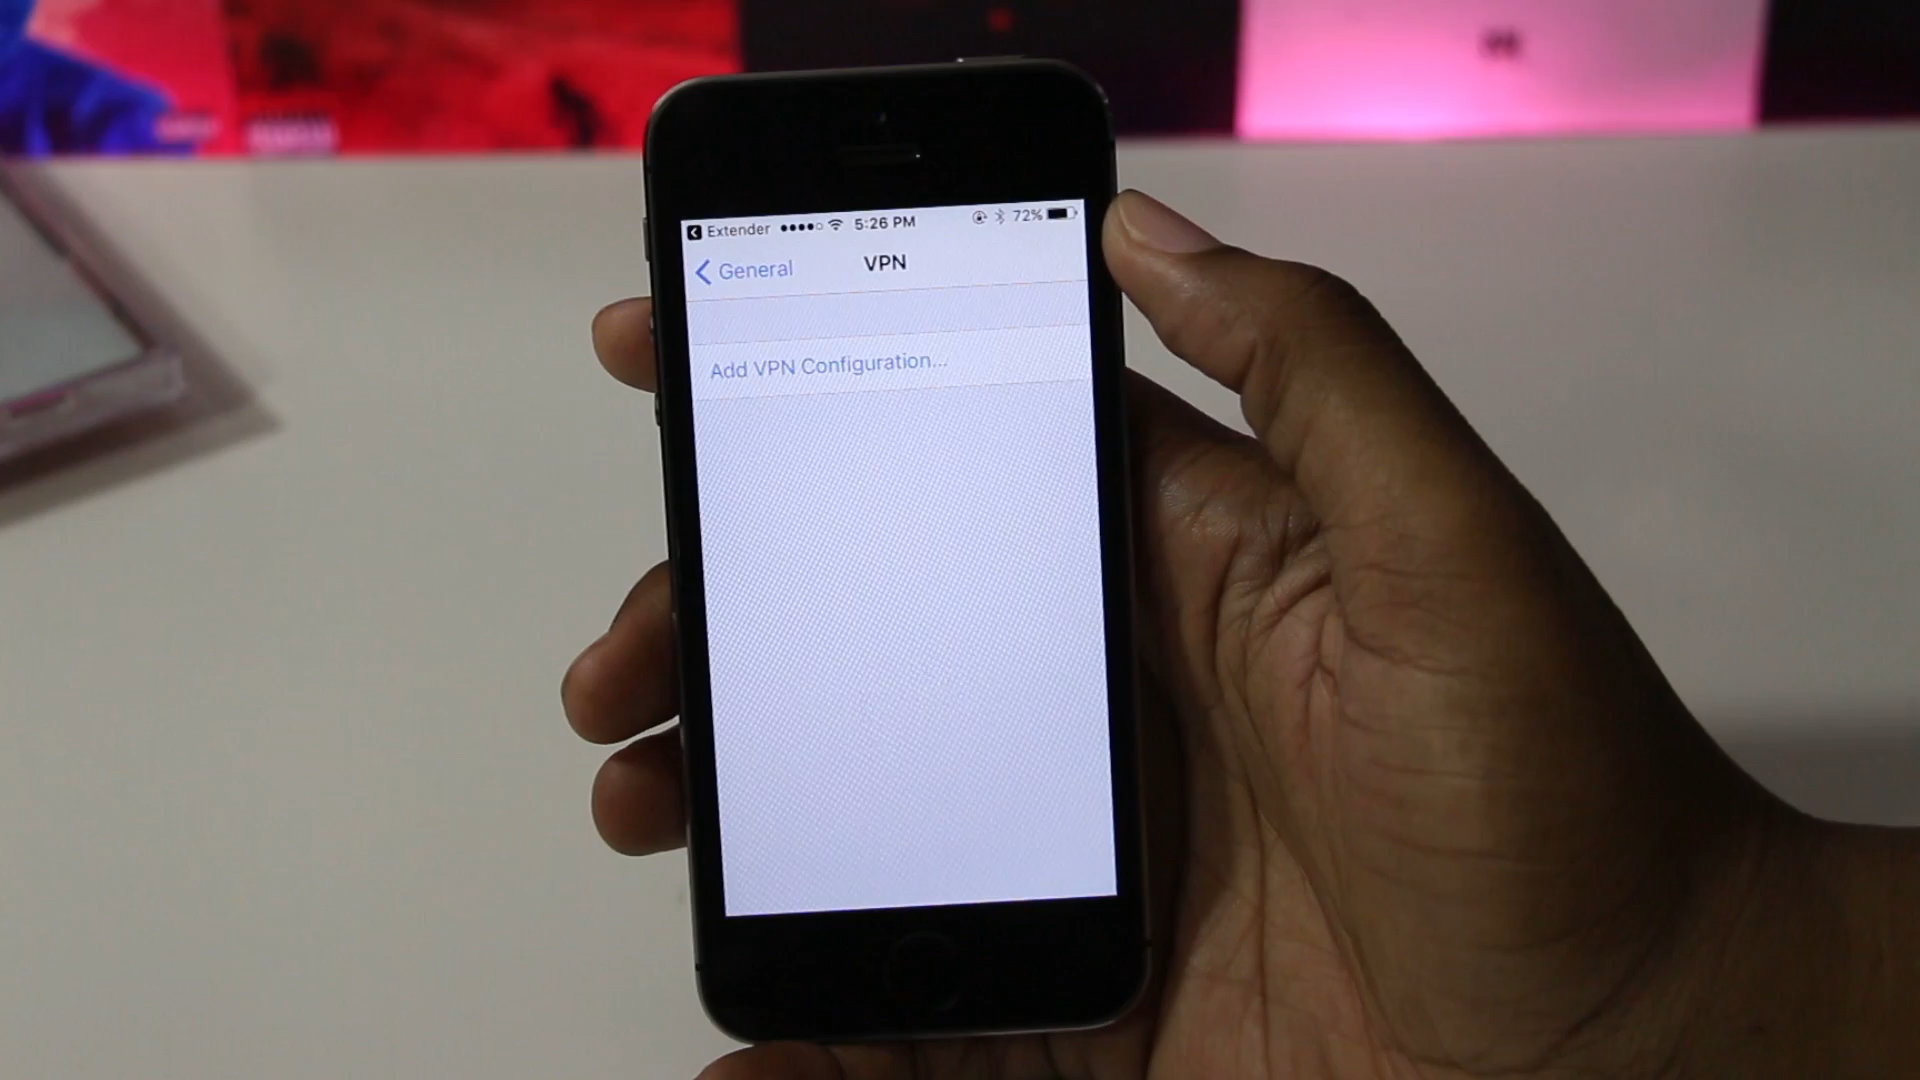 Extender 5:26 PM 72%
General VPN
Add VPN Configuration...